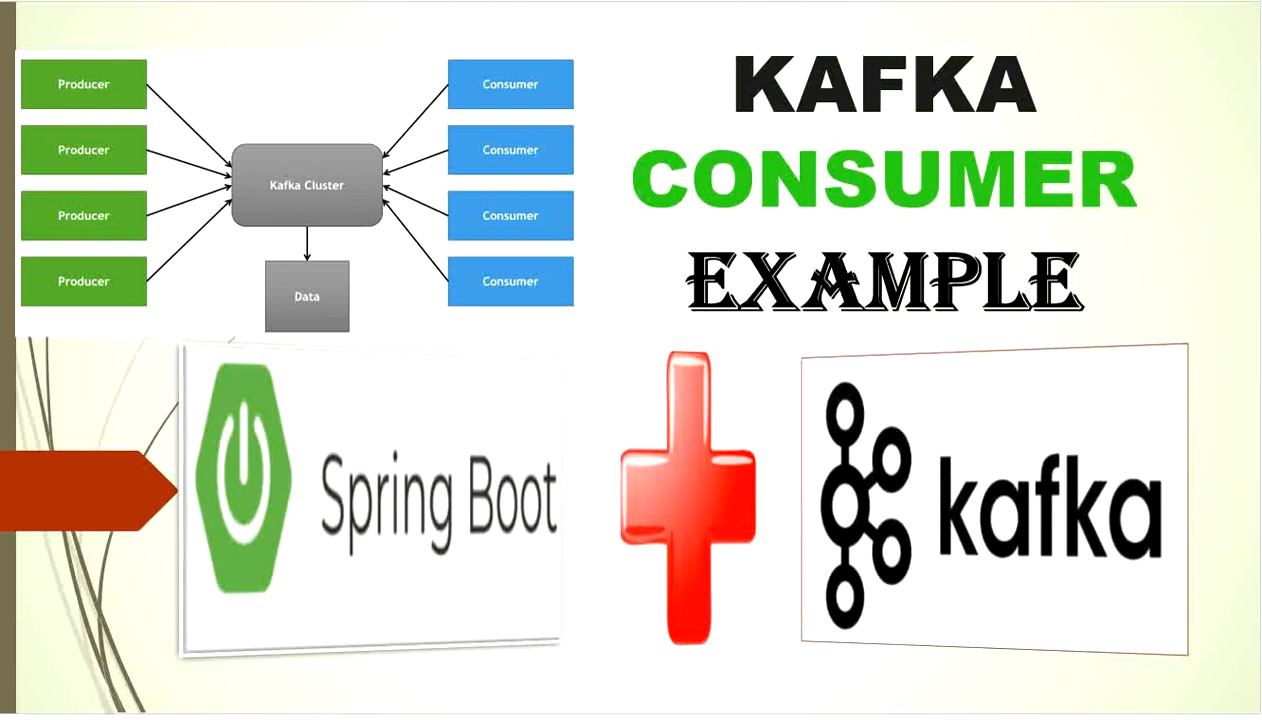 Producer
Producer
Producer
Producer
Kafka Cluster
Data
Consumer
Consumer
Consumer
Consumer
KAFKA
CONSUMER
EXAMPLE
Spring Boot
kafka